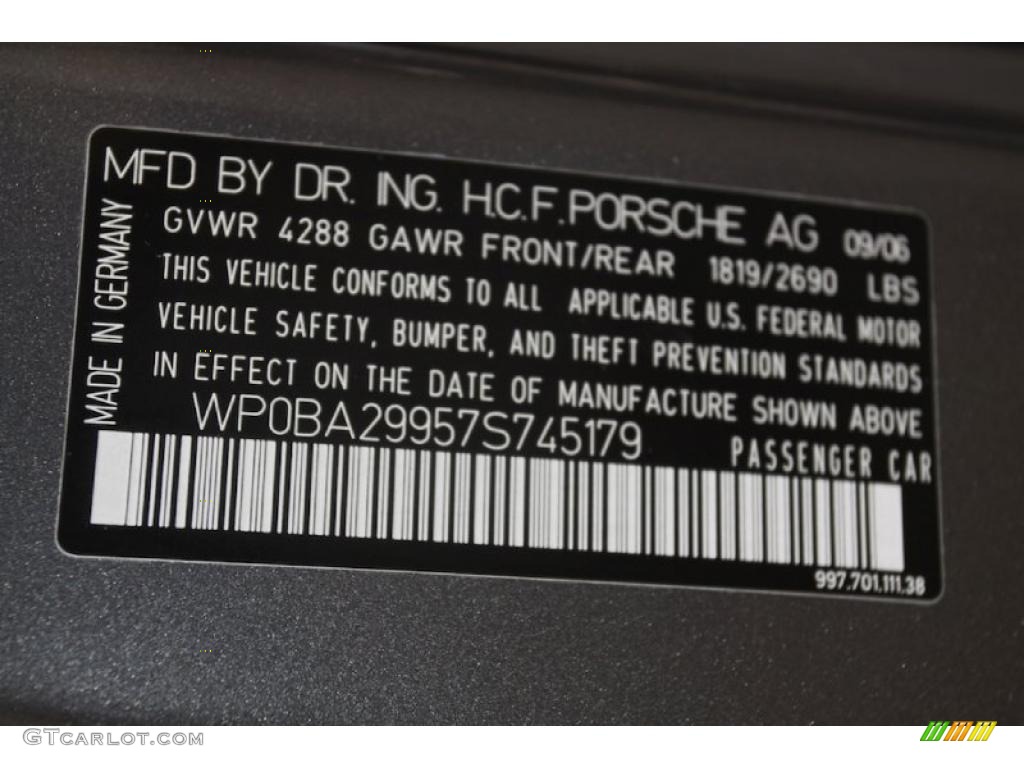 MFD BY DR. ING. H.C.F. PORSCHE AG 09/06
GVWR 4288 GAWR FRONT/REAR 1819/2690 LBS
THIS VEHICLE CONFORMS TO ALL APPLICABLE U.S. FEDERAL MOTOR
VEHICLE SAFETY, BUMPER, AND THEFT PREVENTION STANDARDS
IN EFFECT ON THE DATE OF MANUFACTURE SHOWN ABOVE
WP0BA29957S745179
PASSENGER CAR
997.701.111.38
MADE IN GERMANY
GTCARLOT.COM